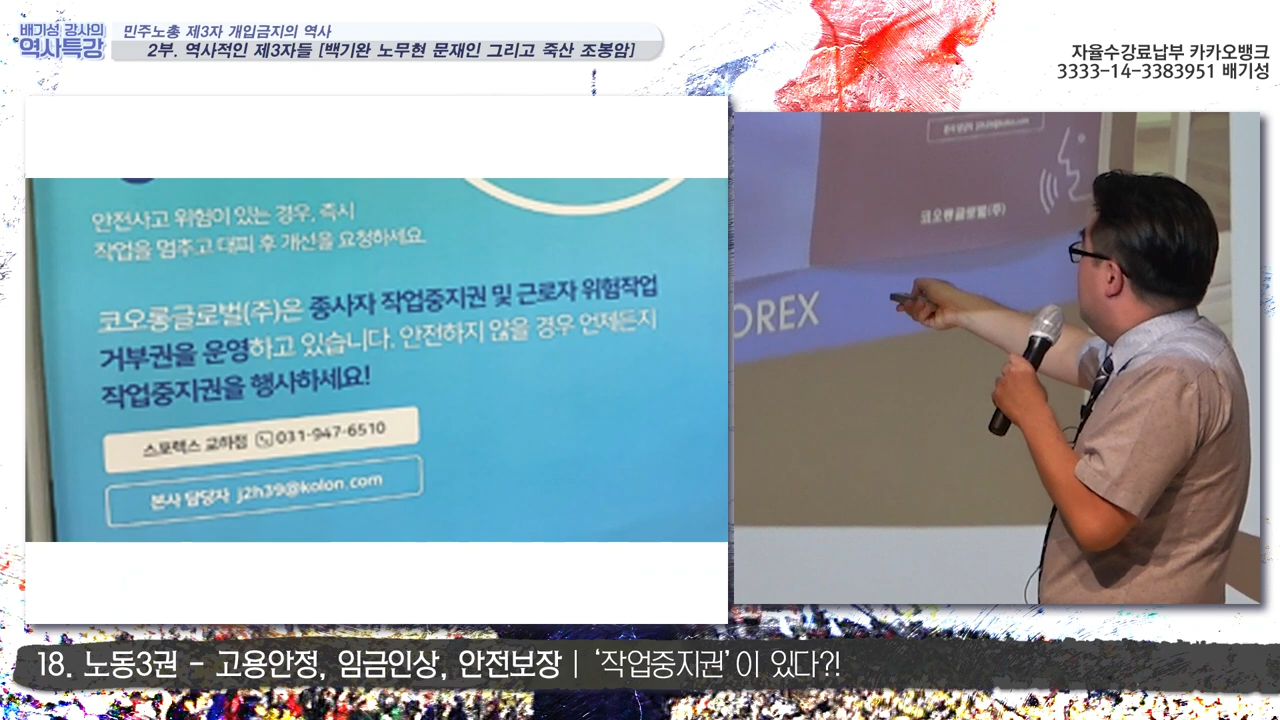 배기성 강사의
역사특강
민주노총 제3자 개입금지의 역사
2부. 역사적인 제3자들 [백기완 노무현 문재인 그리고 죽산 조봉암]
자율수강료납부 카카오뱅크
3333-14-3383951 배기성
안전사고 위험이 있는 경우, 즉시
작업을 멈추고 대피 후 개선을 요청하세요.
코오롱글로벌(주)은 종사자 작업중지권 및 근로자 위험작업
거부권을 운영하고 있습니다. 안전하지 않을 경우 언제든지
작업중지권을 행사하세요!
스포렉스 교하점 031-947-6510
본사 담당자 j2h39@kolon.com
코오롱글로벌(주)
OREX
18. 노동3권 - 고용안정, 임금인상, 안전보장 | '작업중지권'이 있다?!